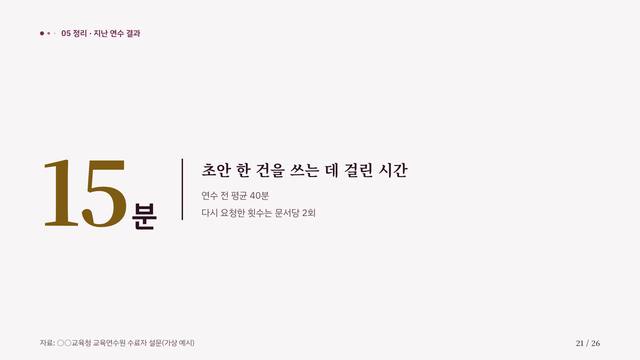 05 정리 · 지난 연수 결과
15분
초안 한 건을 쓰는 데 걸린 시간
연수 전 평균 40분
다시 요청한 횟수는 문서당 2회
자료: ○○교육청 교육연수원 수료자 설문(가상 예시)
21 / 26